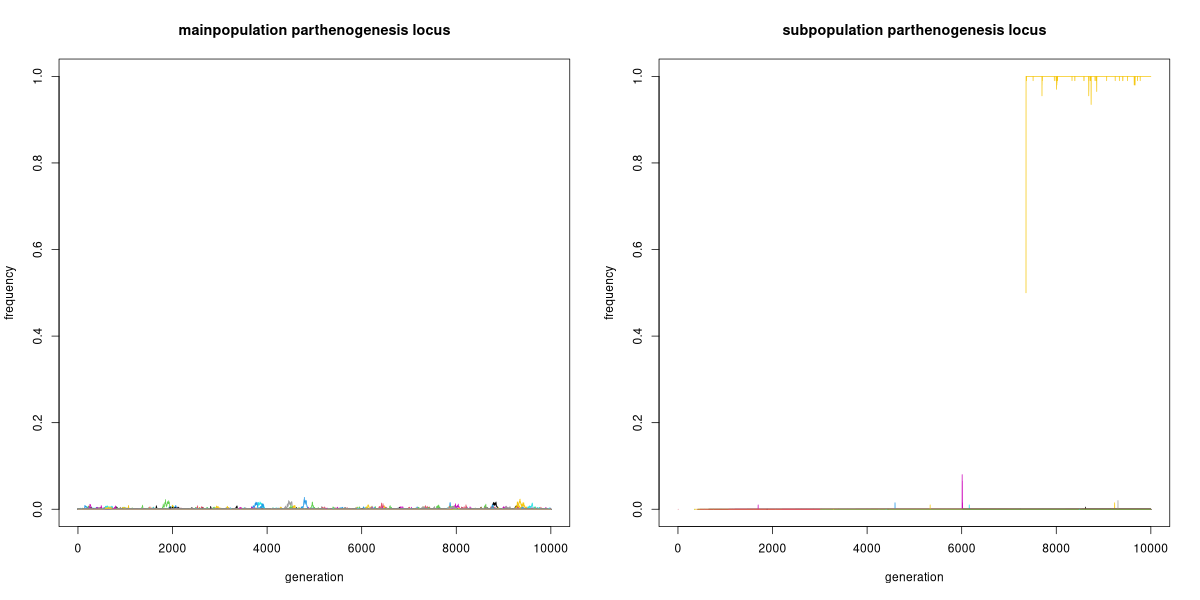 mainpopulation parthenogenesis locus
frequency
1.0
0.8
0.6
0.4
0.2
0.0
0 2000 4000 6000 8000 10000
generation
subpopulation parthenogenesis locus
frequency
1.0
0.8
0.6
0.4
0.2
0.0
0 2000 4000 6000 8000 10000
generation